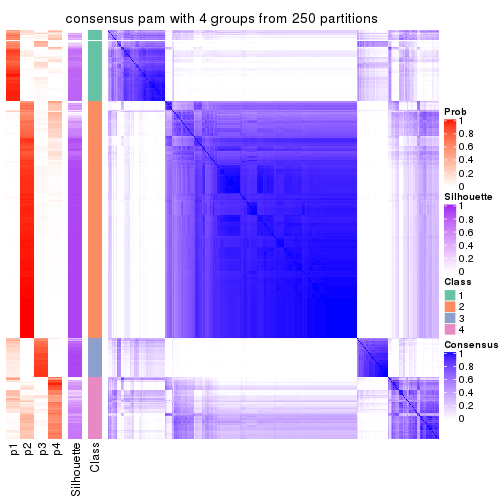 consensus pam with 4 groups from 250 partitions
Prob
1
0.8
0.6
0.4
0.2
0
Silhouette
1
0.8
0.6
0.4
0.2
0
Class
1
2
3
4
Consensus
1
0.8
0.6
0.4
0.2
0
p1
p2
p3
p4
Silhouette
Class